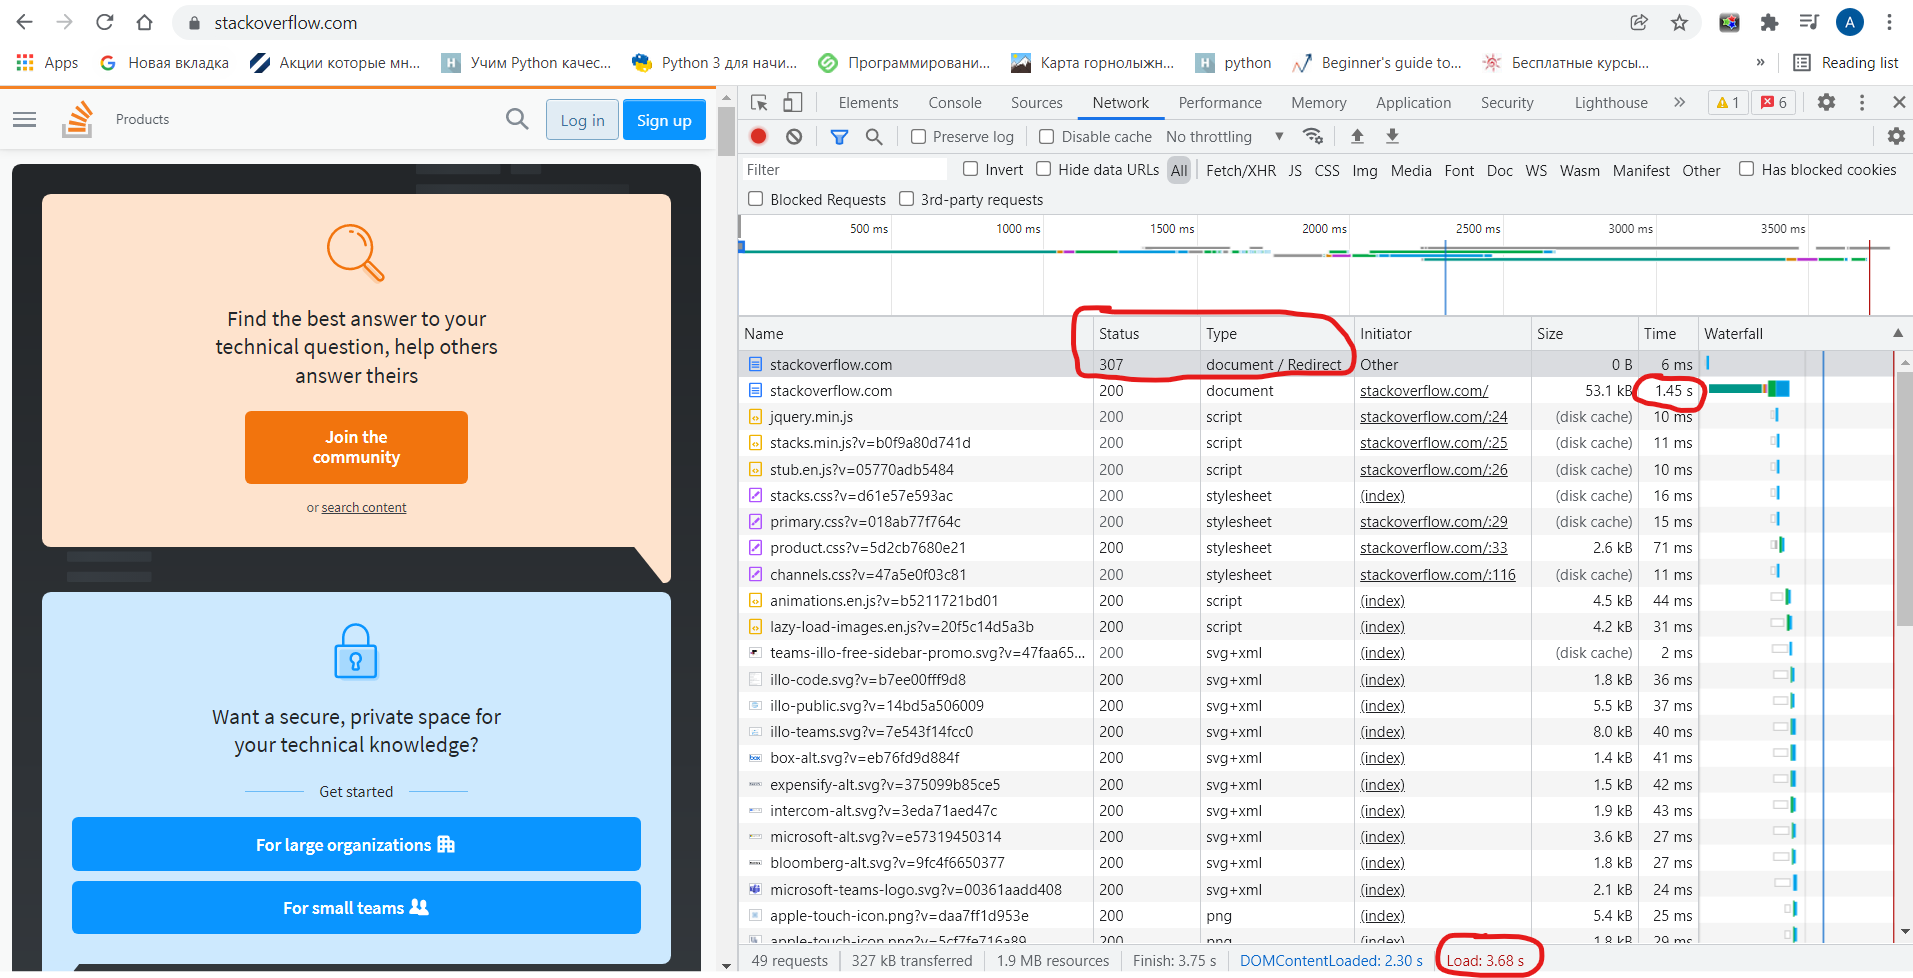 stackoverflow.com
A
Apps
Новая вкладка
Акции которые мн...
Учим Python качес...
Python 3 для начи...
Программировани...
Карта горнолыжн...
python
Beginner's guide to...
Бесплатные курсы...
»
Reading list
Products
Log in
Sign up
Find the best answer to your
technical question, help others
answer theirs
Join the
community
or search content
Want a secure, private space for
your technical knowledge?
Get started
For large organizations
For small teams
Elements Console Sources Network Performance Memory Application Security Lighthouse » 1 6
Preserve log Disable cache No throttling
Filter Invert Hide data URLs All Fetch/XHR JS CSS Img Media Font Doc WS Wasm Manifest Other Has blocked cookies
Blocked Requests 3rd-party requests
500 ms 1000 ms 1500 ms 2000 ms 2500 ms 3000 ms 3500 ms
Name Status Type Initiator Size Time Waterfall
stackoverflow.com 307 document / Redirect Other 0 B 6 ms
stackoverflow.com 200 document stackoverflow.com/ 53.1 kB 1.45 s
jquery.min.js 200 script stackoverflow.com/:24 (disk cache) 10 ms
stacks.min.js?v=b0f9a80d741d 200 script stackoverflow.com/:25 (disk cache) 11 ms
stub.en.js?v=05770adb5484 200 script stackoverflow.com/:26 (disk cache) 10 ms
stacks.css?v=d61e57e593ac 200 stylesheet (index) (disk cache) 16 ms
primary.css?v=018ab77f764c 200 stylesheet stackoverflow.com/:29 (disk cache) 15 ms
product.css?v=5d2cb7680e21 200 stylesheet stackoverflow.com/:33 2.6 kB 71 ms
channels.css?v=47a5e0f03c81 200 stylesheet stackoverflow.com/:116 (disk cache) 11 ms
animations.en.js?v=b5211721bd01 200 script (index) 4.5 kB 44 ms
lazy-load-images.en.js?v=20f5c14d5a3b 200 script (index) 4.2 kB 31 ms
teams-illo-free-sidebar-promo.svg?v=47faa65... 200 svg+xml (index) (disk cache) 2 ms
illo-code.svg?v=b7ee00fff9d8 200 svg+xml (index) 1.8 kB 36 ms
illo-public.svg?v=14bd5a506009 200 svg+xml (index) 5.5 kB 37 ms
illo-teams.svg?v=7e543f14fcc0 200 svg+xml (index) 8.0 kB 40 ms
box-alt.svg?v=eb76fd9d884f 200 svg+xml (index) 1.4 kB 41 ms
expensify-alt.svg?v=375099b85ce5 200 svg+xml (index) 1.5 kB 42 ms
intercom-alt.svg?v=3eda71aed47c 200 svg+xml (index) 1.9 kB 43 ms
microsoft-alt.svg?v=e57319450314 200 svg+xml (index) 3.6 kB 27 ms
bloomberg-alt.svg?v=9fc4f6650377 200 svg+xml (index) 1.8 kB 27 ms
microsoft-teams-logo.svg?v=00361aadd408 200 svg+xml (index) 2.1 kB 24 ms
apple-touch-icon.png?v=daa7ff1d953e 200 png (index) 5.4 kB 25 ms
apple-touch-icon.png?v=5cf7fe716a89 200 png (index) 1.8 kB 29 ms
49 requests 327 kB transferred 1.9 MB resources Finish: 3.75 s DOMContentLoaded: 2.30 s Load: 3.68 s